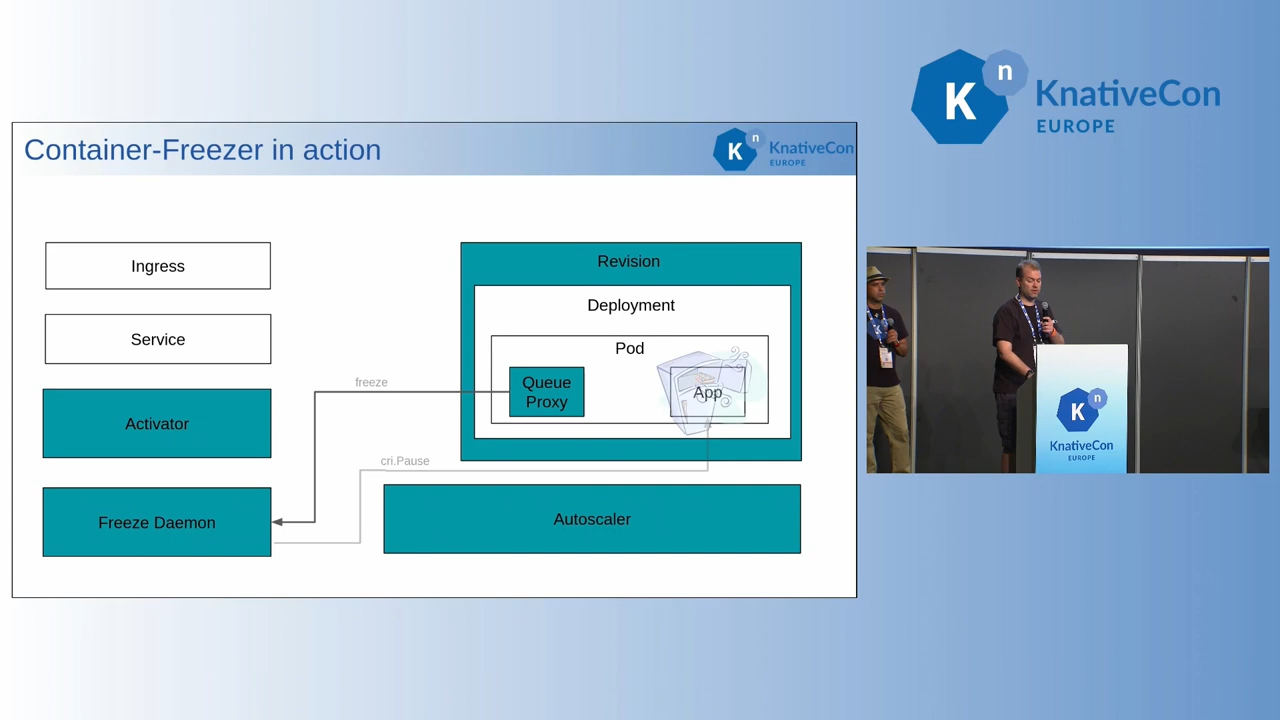 K n
KnativeCon
EUROPE
Container-Freezer in action
K n
KnativeCon
EUROPE
Ingress
Service
Activator
Freeze Daemon
freeze
cri.Pause
Revision
Deployment
Pod
Queue
Proxy
App
Autoscaler
K n
KnativeCon
EUROPE